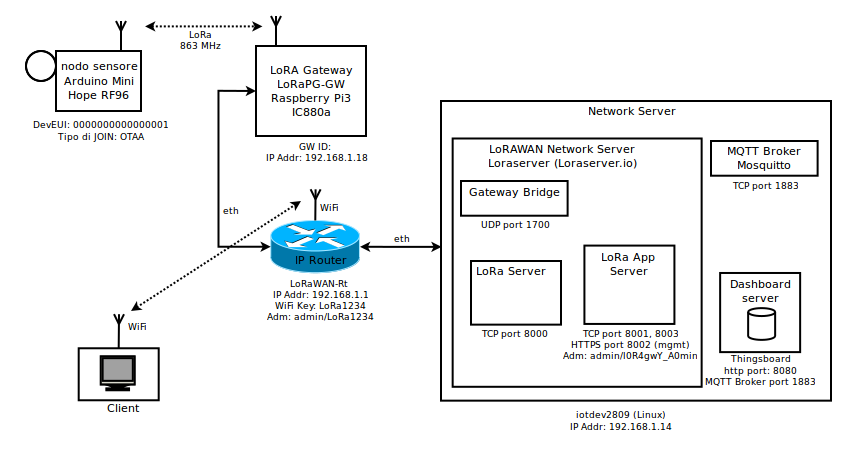 LoRa
863 MHz
nodo sensore
Arduino Mini
Hope RF96
DevEUI: 0000000000000001
Tipo di JOIN: OTAA
LoRA Gateway
LoRaPG-GW
Raspberry Pi3
IC880a
GW ID:
IP Addr: 192.168.1.18
eth
WiFi
IP Router
LoRaWAN-Rt
IP Addr: 192.168.1.1
WiFi Key: LoRa1234
Adm: admin/LoRa1234
eth
WiFi
Client
Network Server
LoRAWAN Network Server
Loraserver (Loraserver.io)
Gateway Bridge
UDP port 1700
LoRa Server
TCP port 8000
LoRa App
Server
TCP port 8001, 8003
HTTPS port 8002 (mgmt)
Adm: admin/l0R4gwY_A0min
MQTT Broker
Mosquitto
TCP port 1883
Dashboard
server
Thingsboard
http port: 8080
MQTT Broker port 1883
iotdev2809 (Linux)
IP Addr: 192.168.1.14